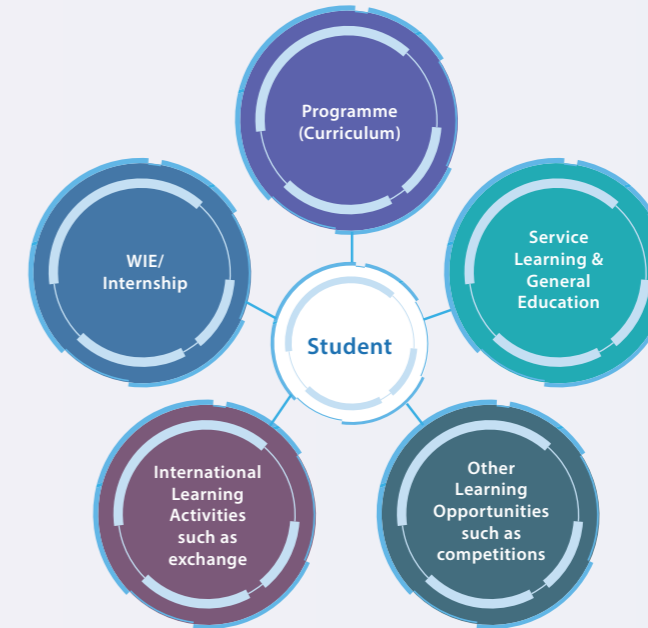 Programme
(Curriculum)
WIE/
Internship
Service
Learning &
General
Education
Student
International
Learning
Activities
such as
exchange
Other
Learning
Opportunities
such as
competitions